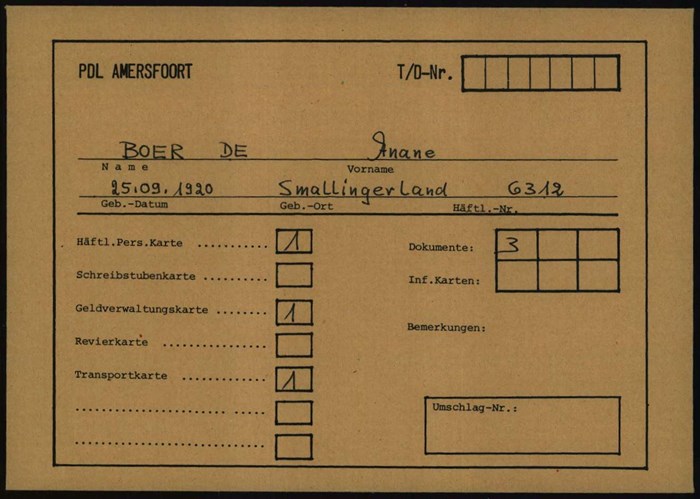 PDL AMERSFOORT T/D-Nr.
BOER DE Anane
Name Vorname
25.09.1920 Smallingerland 6312
Geb.-Datum Geb.-Ort Häftl.-Nr.
Häftl.Pers.Karte .......... 1 Dokumente: 3
Schreibstubenkarte ........... Inf.Karten:
Geldverwaltungskarte ....... 1
Bemerkungen:
Revierkarte ...............
Transportkarte ............ 1
Umschlag-Nr.: